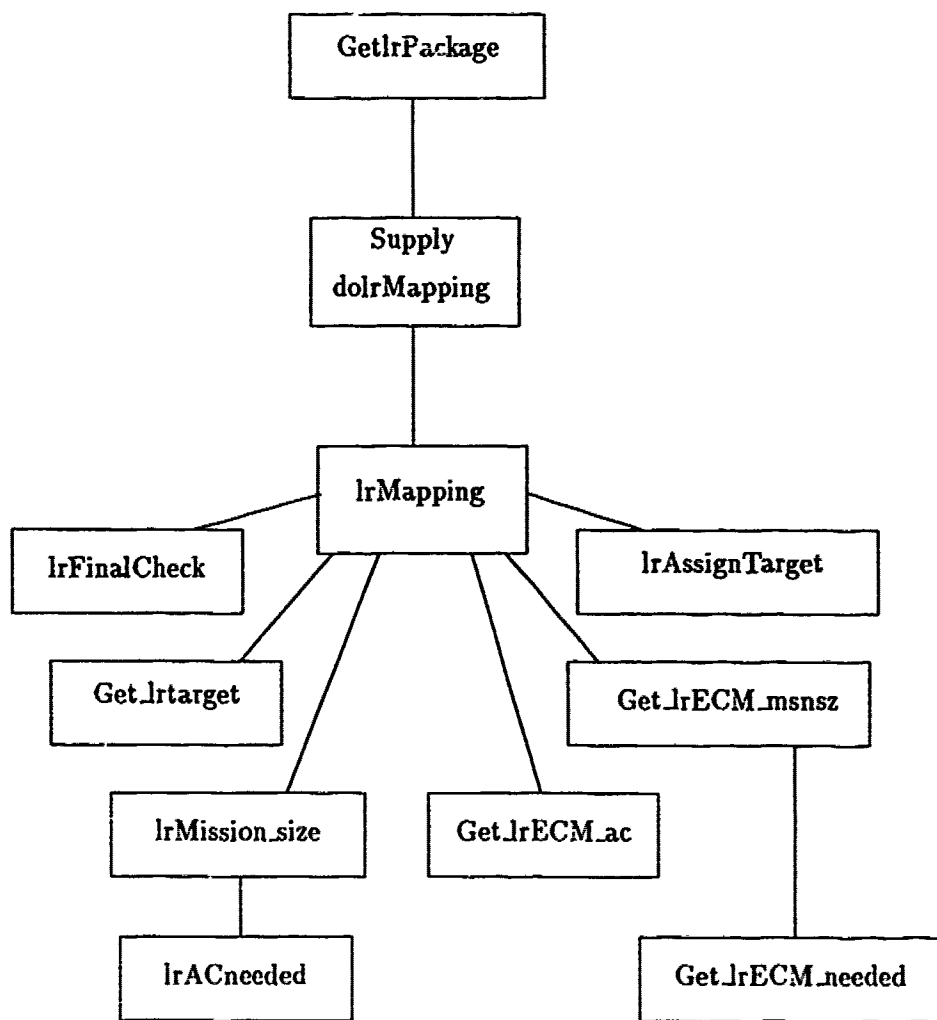 GetlrPackage
Supply
dolrMapping
lrMapping
lrFinalCheck
lrAssignTarget
Get_lrtarget
Get_lrECM_msnsz
lrMission_size
Get_lrECM_ac
lrACneeded
Get_lrECM_needed